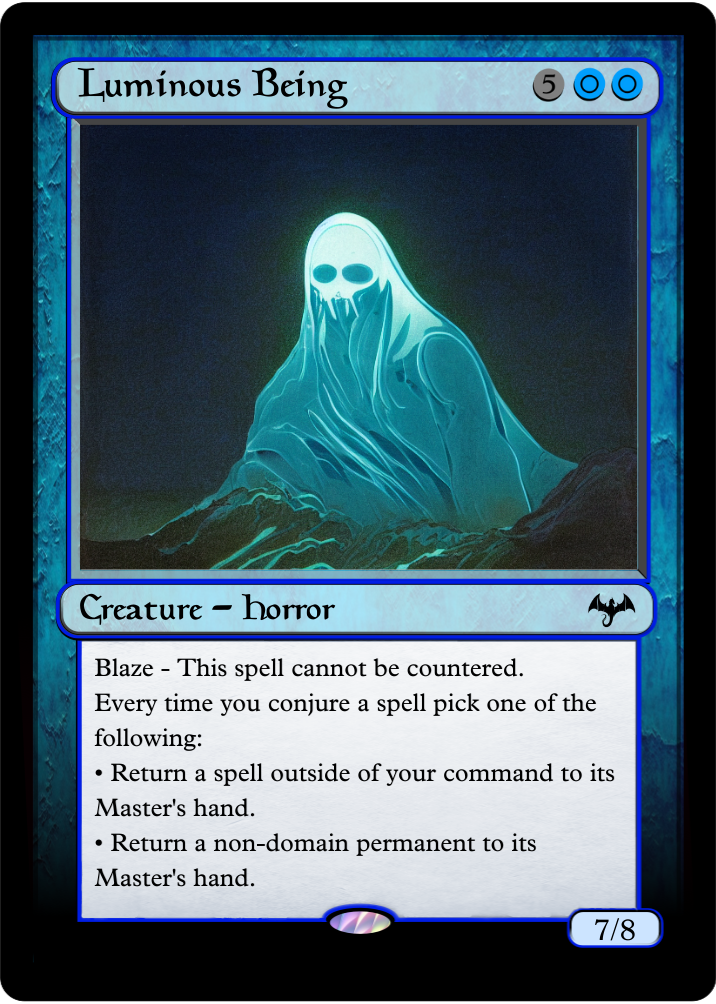 Luminous Being 5
Creature – Horror
Blaze - This spell cannot be countered.
Every time you conjure a spell pick one of the
following:
• Return a spell outside of your command to its
Master's hand.
• Return a non-domain permanent to its
Master's hand.
7/8